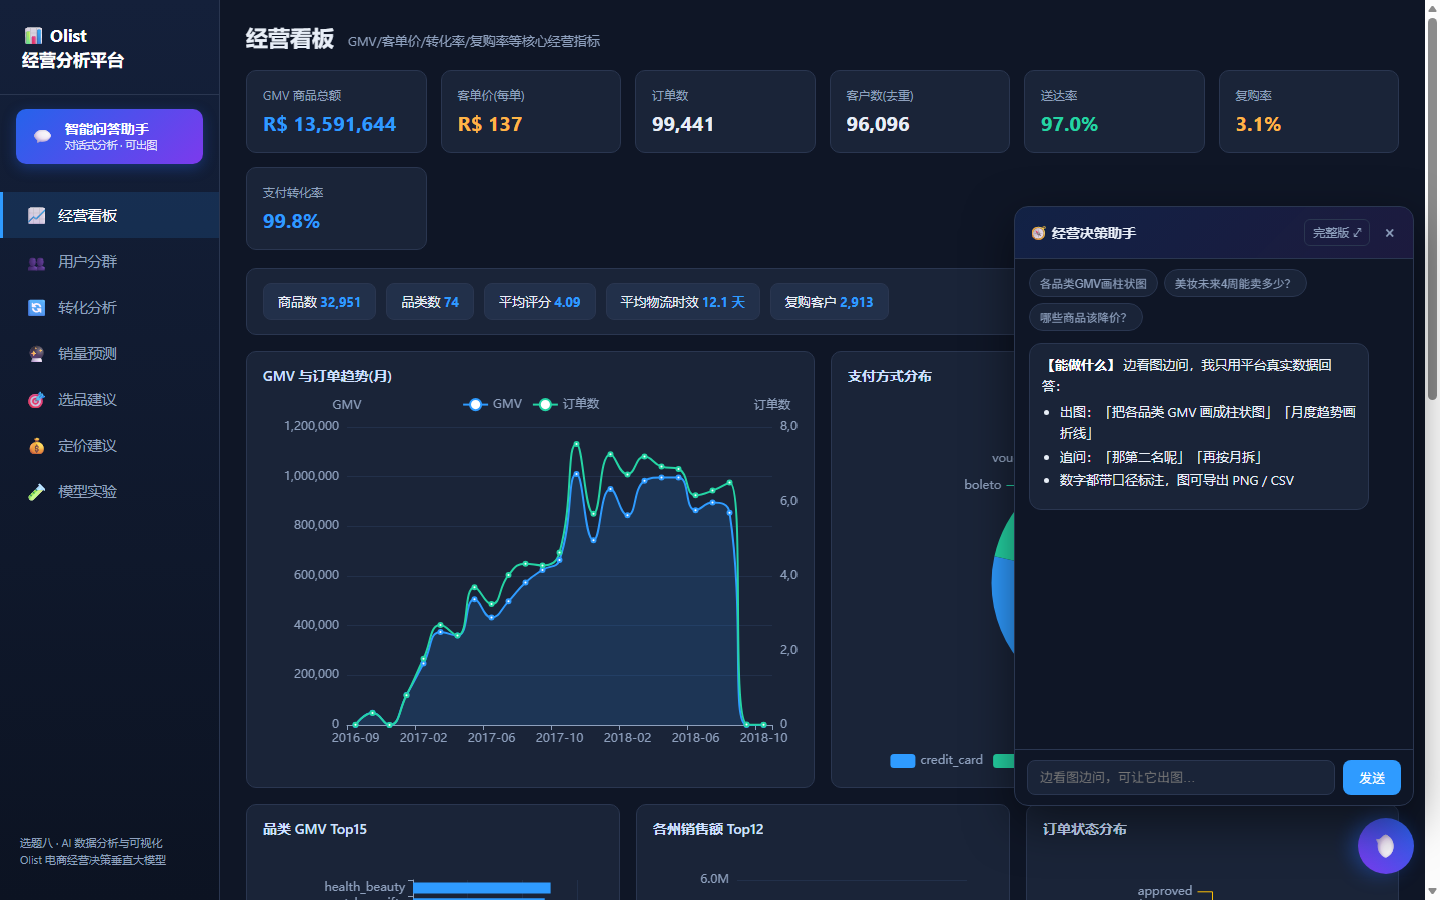 Olist
经营分析平台
智能问答助手
对话式分析 · 可出图
经营看板
用户分群
转化分析
销量预测
选品建议
定价建议
模型实验
选题八 · AI 数据分析与可视化
Olist 电商经营决策垂直大模型
经营看板 GMV/客单价/转化率/复购率等核心经营指标
GMV 商品总额
R$ 13,591,644
客单价(每单)
R$ 137
订单数
99,441
客户数(去重)
96,096
送达率
97.0%
复购率
3.1%
支付转化率
99.8%
商品数 32,951
品类数 74
平均评分 4.09
平均物流时效 12.1 天
复购客户 2,913
GMV 与订单趋势(月)
GMV
GMV
订单数
订单数
1,200,000
1,000,000
800,000
600,000
400,000
200,000
0
8,0
6,0
4,0
2,0
0
2016-09
2017-02
2017-06
2017-10
2018-02
2018-06
2018-10
支付方式分布
vou
boleto
credit_card
品类 GMV Top15
health_beauty
各州销售额 Top12
6.0M
订单状态分布
approved
经营决策助手
完整版 ⤢
×
各品类GMV画柱状图
美妆未来4周能卖多少?
哪些商品该降价?
【能做什么】 边看图边问，我只用平台真实数据回
答：
• 出图：「把各品类 GMV 画成柱状图」「月度趋势画
折线」
• 追问：「那第二名呢」「再按月拆」
• 数字都带口径标注，图可导出 PNG / CSV
边看图边问，可让它出图...
发送